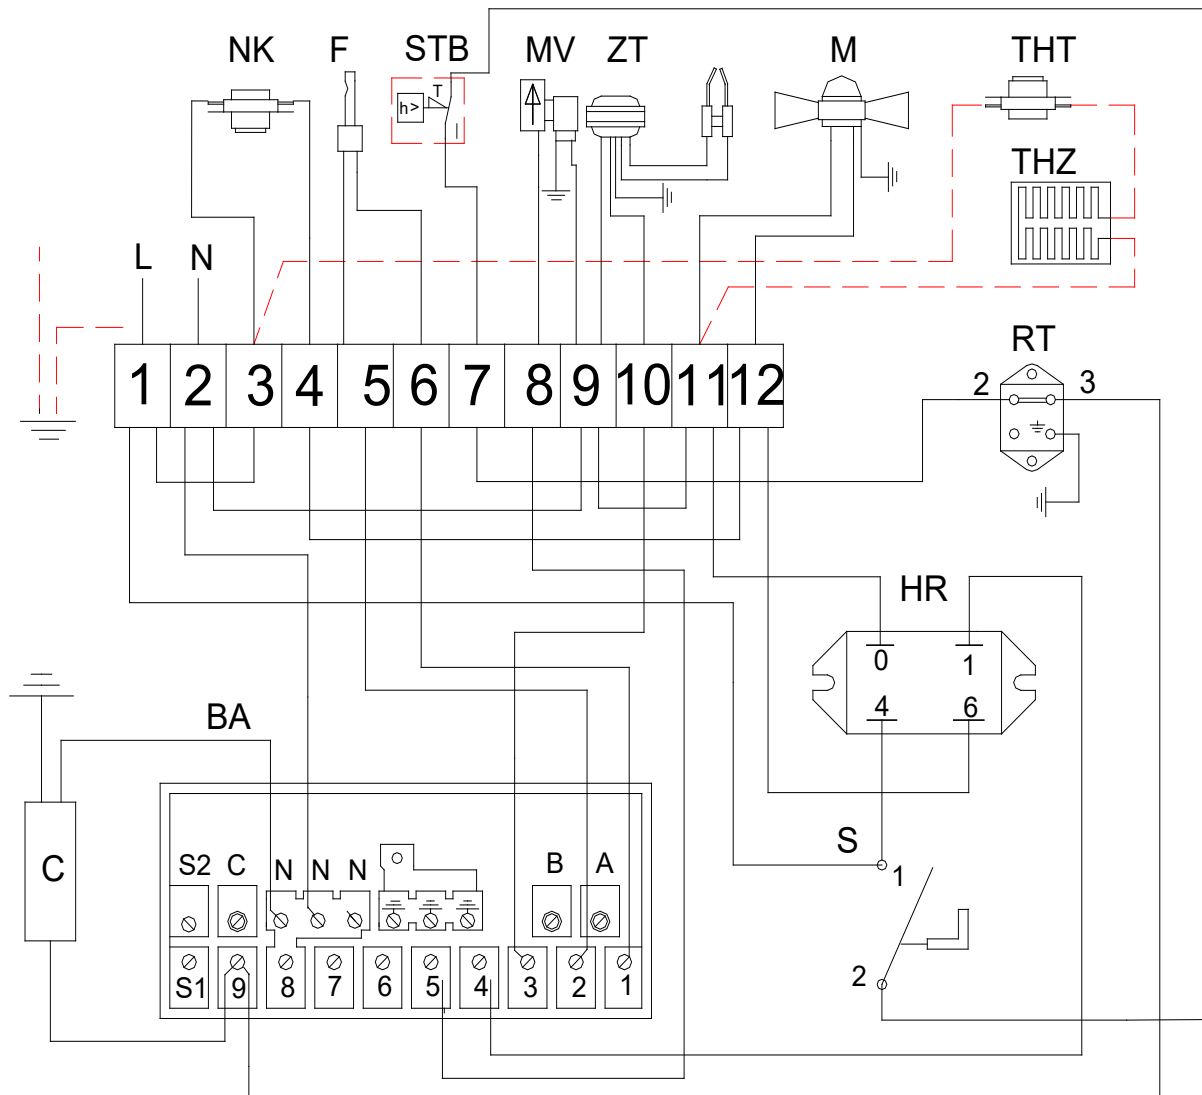 NK F STB MV ZT M THT
T
h>
THZ
L N
RT
1 2 3 4 5 6 7 8 9 10 11 12
2 3
HR
0 1
4 6
BA
C
S
1
2
S2 C N N N B A
S1 9 8 7 6 5 4 3 2 1